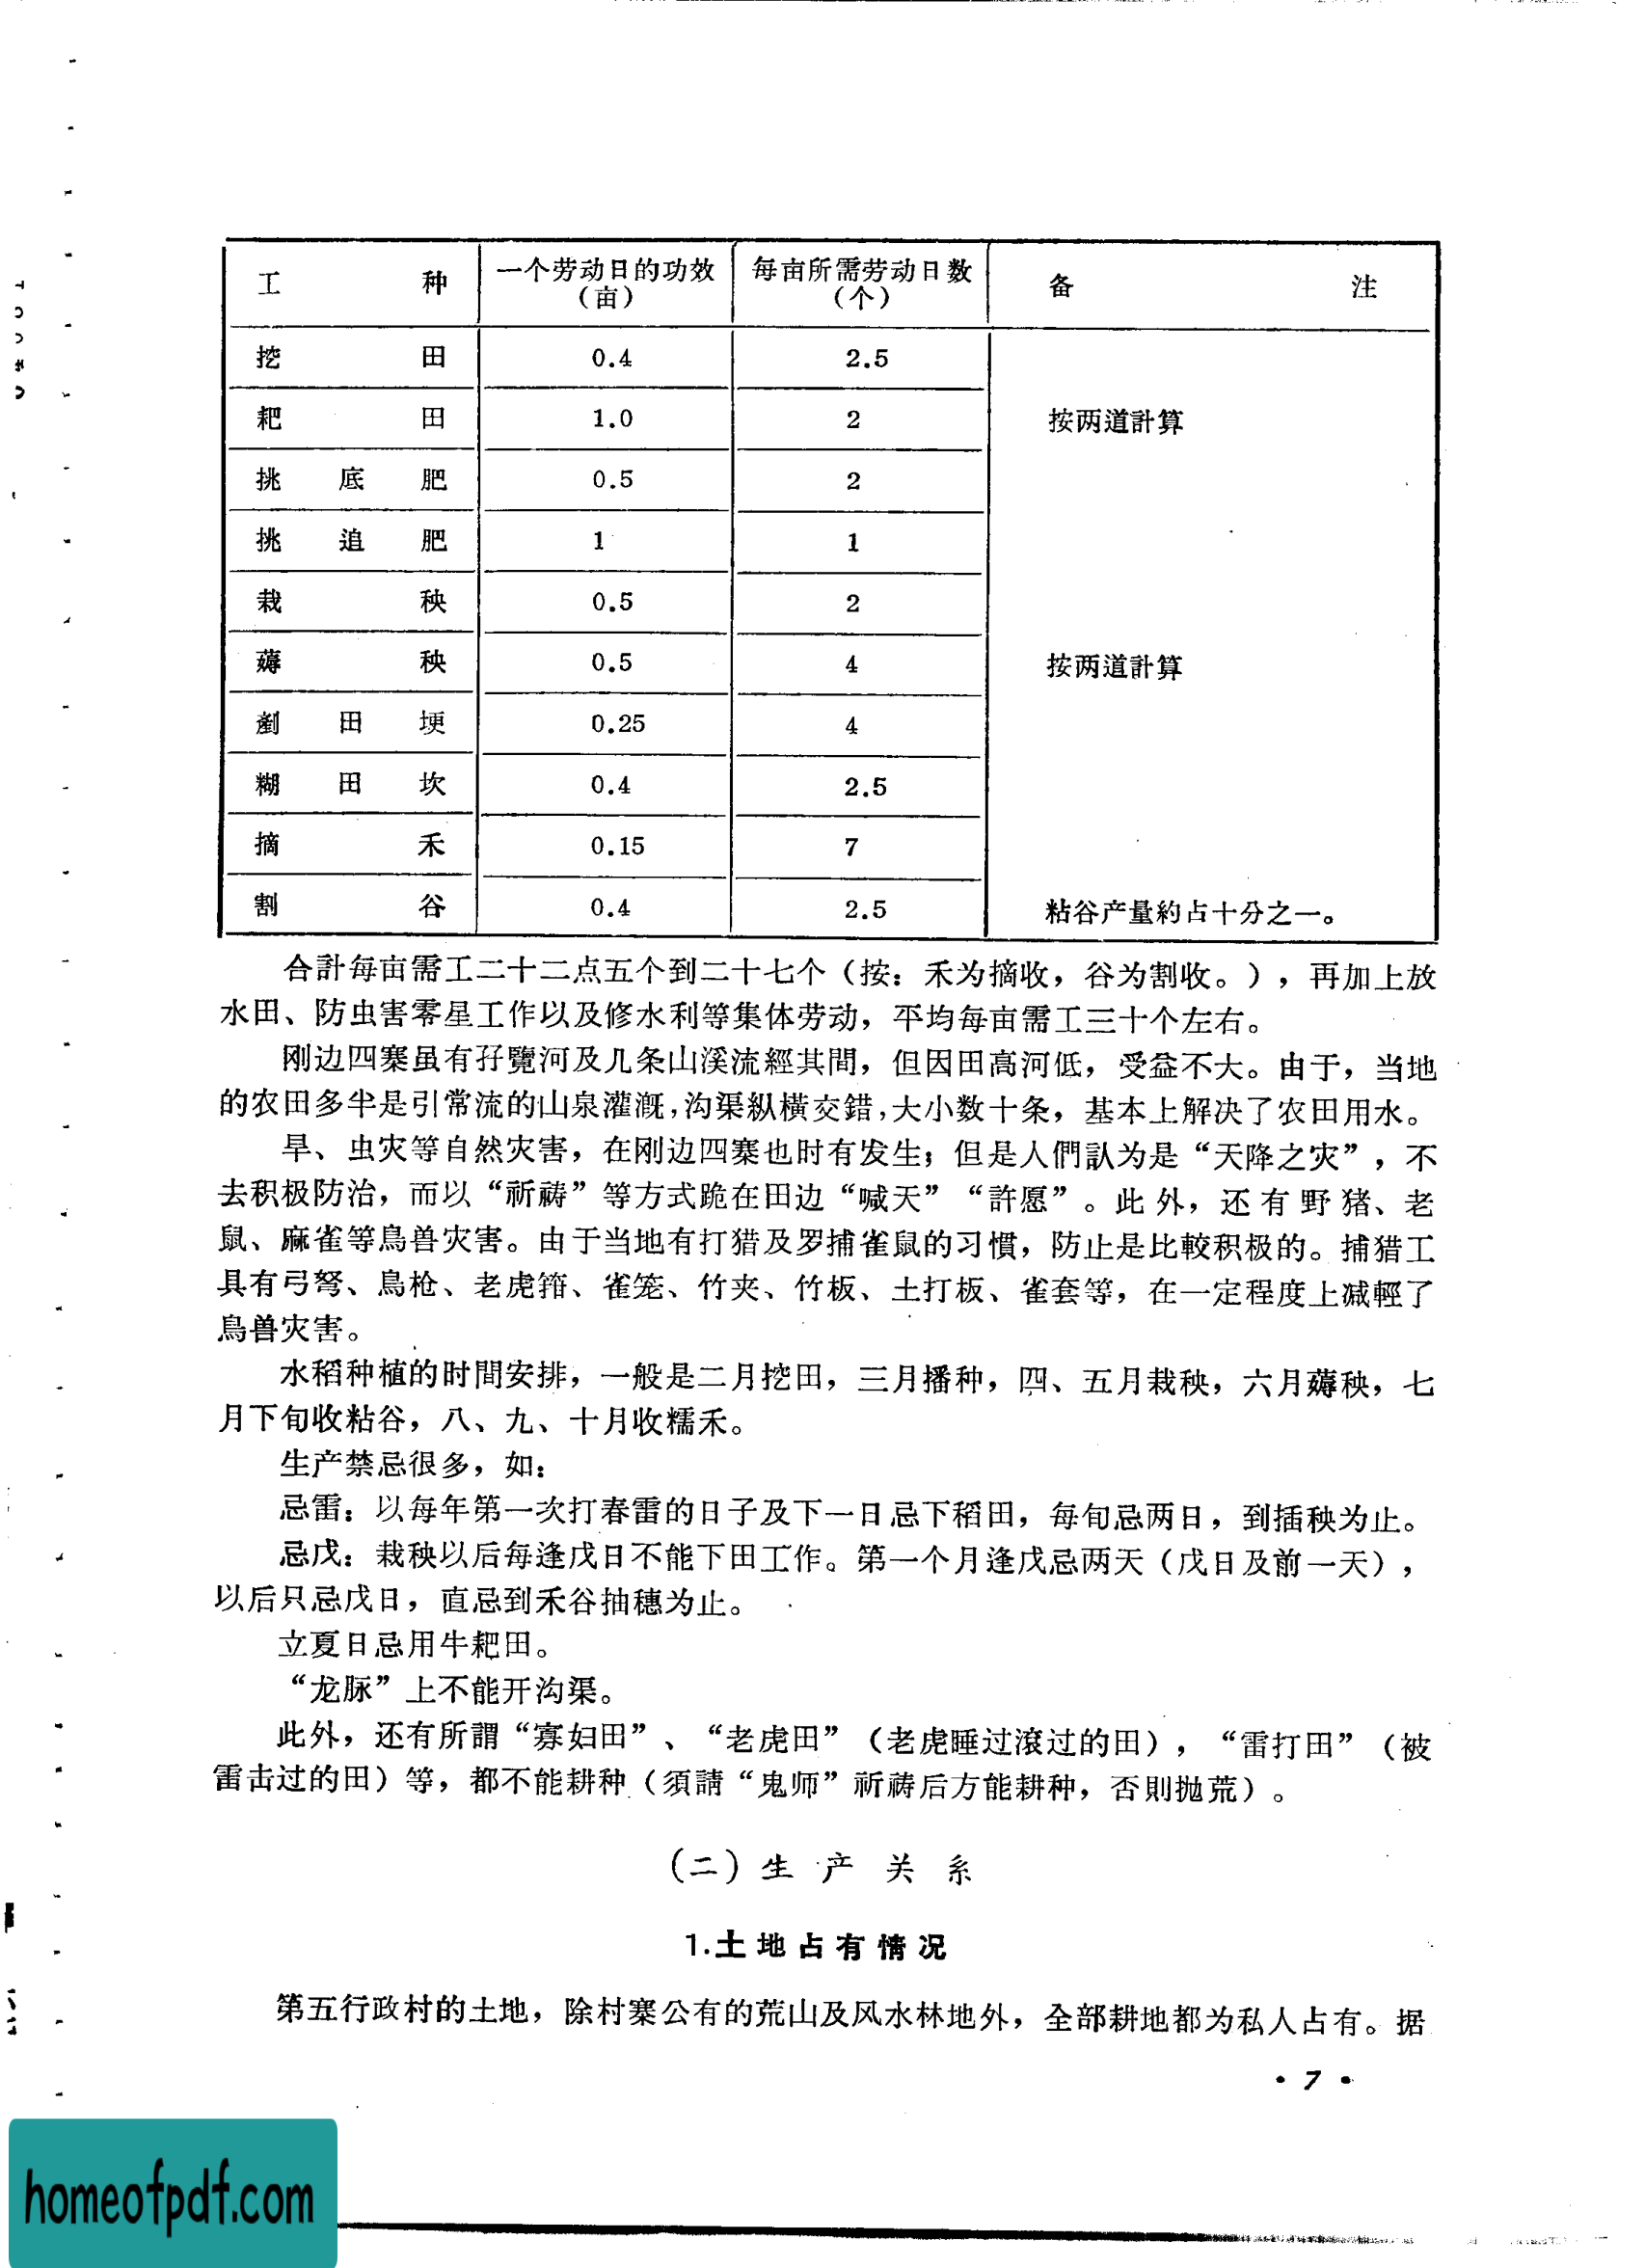 工种 一个劳动日的功效（亩） 每亩所需劳动日数（个） 备注
挖田 0.4 2.5
耙田 1.0 2 按两道計算
挑底肥 0.5 2
挑追肥 1 1
栽秧 0.5 2
薅秧 0.5 4 按两道計算
剷田埂 0.25 4
糊田坎 0.4 2.5
摘禾 0.15 7
割谷 0.4 2.5 粘谷产量約占十分之一。
合計每亩需工二十二点五个到二十七个（按：禾为摘收，谷为割收。），再加上放
水田、防虫害零星工作以及修水利等集体劳动，平均每亩需工三十个左右。
刚边四寨虽有孖覽河及几条山溪流經其間，但因田高河低，受益不大。由于，当地
的农田多半是引常流的山泉灌漑，沟渠纵橫交錯，大小数十条，基本上解决了农田用水。
旱、虫灾等自然灾害，在刚边四寨也时有发生；但是人們訙为是“天降之灾”，不
去积极防治，而以“祈祷”等方式跪在田边“喊天”“許愿”。此外，还有野猪、老
鼠、麻雀等鳥兽灾害。由于当地有打猎及罗捕雀鼠的习慣，防止是比較积极的。捕猎工
具有弓弩、鳥枪、老虎箝、雀笼、竹夹、竹板、土打板、雀套等，在一定程度上减輕了
鳥兽灾害。
水稻种植的时間安排，一般是二月挖田，三月播种，四、五月栽秧，六月薅秧，七
月下旬收粘谷，八、九、十月收糯禾。
生产禁忌很多，如：
忌雷：以每年第一次打春雷的日子及下一日忌下稻田，每旬忌两日，到插秧为止。
忌戊：栽秧以后每逢戊日不能下田工作。第一个月逢戊忌两天（戊日及前一天），
以后只忌戊日，直忌到禾谷抽穗为止。
立夏日忌用牛耙田。
“龙脉”上不能开沟渠。
此外，还有所謂“寡妇田”、“老虎田”（老虎睡过滾过的田），“雷打田”（被
雷击过的田）等，都不能耕种（須請“鬼师”祈祷后方能耕种，否則抛荒）。
（二）生产关系
1.土地占有情况
第五行政村的土地，除村寨公有的荒山及风水林地外，全部耕地都为私人占有。据
• 7 •
homeofpdf.com